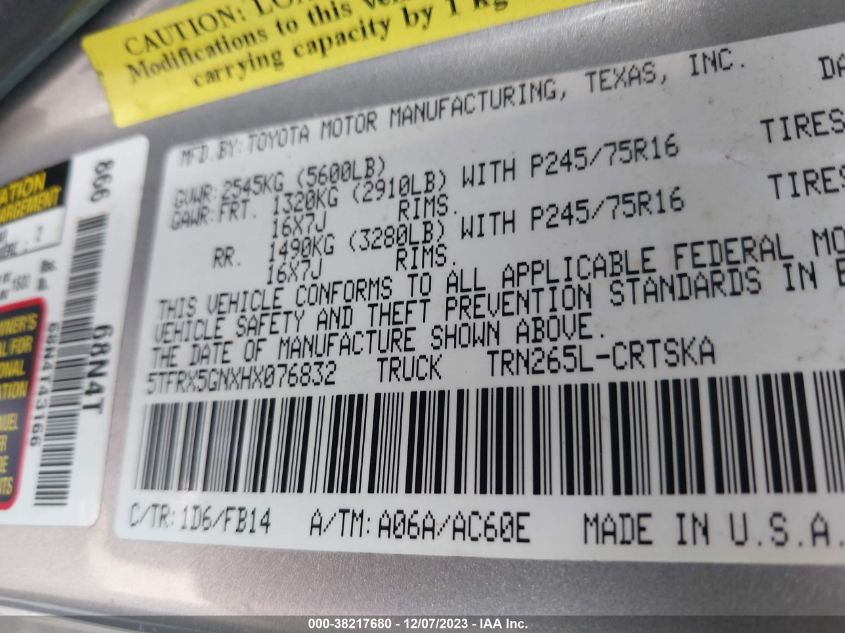 CAUTION:
Modifications to this
carrying capacity by 1 kg
MFD.BY: TOYOTA MOTOR MANUFACTURING, TEXAS, INC. DA
GVWR: 2545KG (5600LB)
GAWR: FRT. 1320KG (2910LB) WITH P245/75R16 TIRES
16X7J RIMS.
RR. 1490KG (3280LB) WITH P245/75R16 TIRES
16X7J RIMS.
THIS VEHICLE CONFORMS TO ALL APPLICABLE FEDERAL MO
VEHICLE SAFETY AND THEFT PREVENTION STANDARDS IN E
THE DATE OF MANUFACTURE SHOWN ABOVE.
5TFRX5GNXHX076832 TRUCK TRN265L-CRTSKA
C/TR: 1D6/FB14 A/TM: A06A/AC60E MADE IN U.S.A.
68N4T
68N4T43166
000-38217680 - 12/07/2023 - IAA Inc.